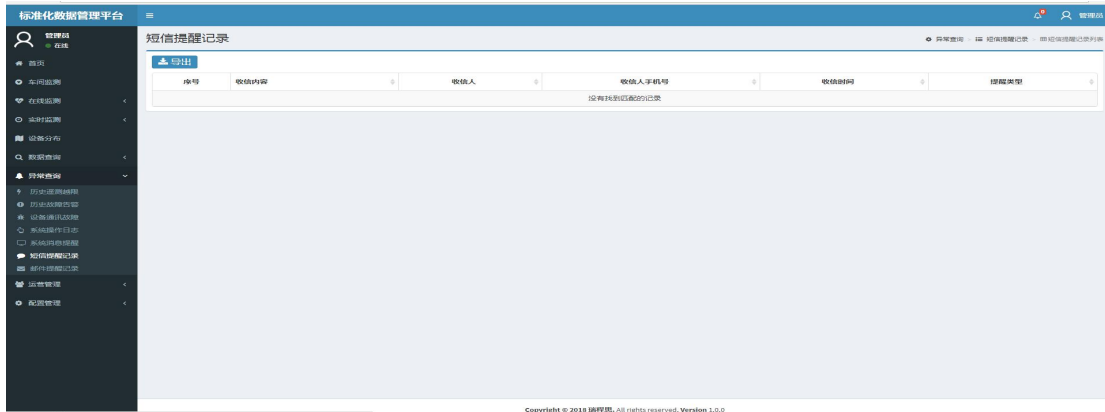 标准化数据管理平台
管理员
管理员
在线
短信提醒记录
异常查询
短信提醒记录
短信提醒记录列表
首页
导出
车间监测
序号 收信内容 收信人 收信人手机号 收信时间 提醒类型
在线监测
没有找到匹配的记录
实时监测
设备分布
数据查询
异常查询
历史遥测越限
历史故障告警
设备通讯故障
系统操作日志
系统消息提醒
短信提醒记录
邮件提醒记录
运营管理
配置管理
Copyright © 2018 瑞程思. All rights reserved. Version 1.0.0